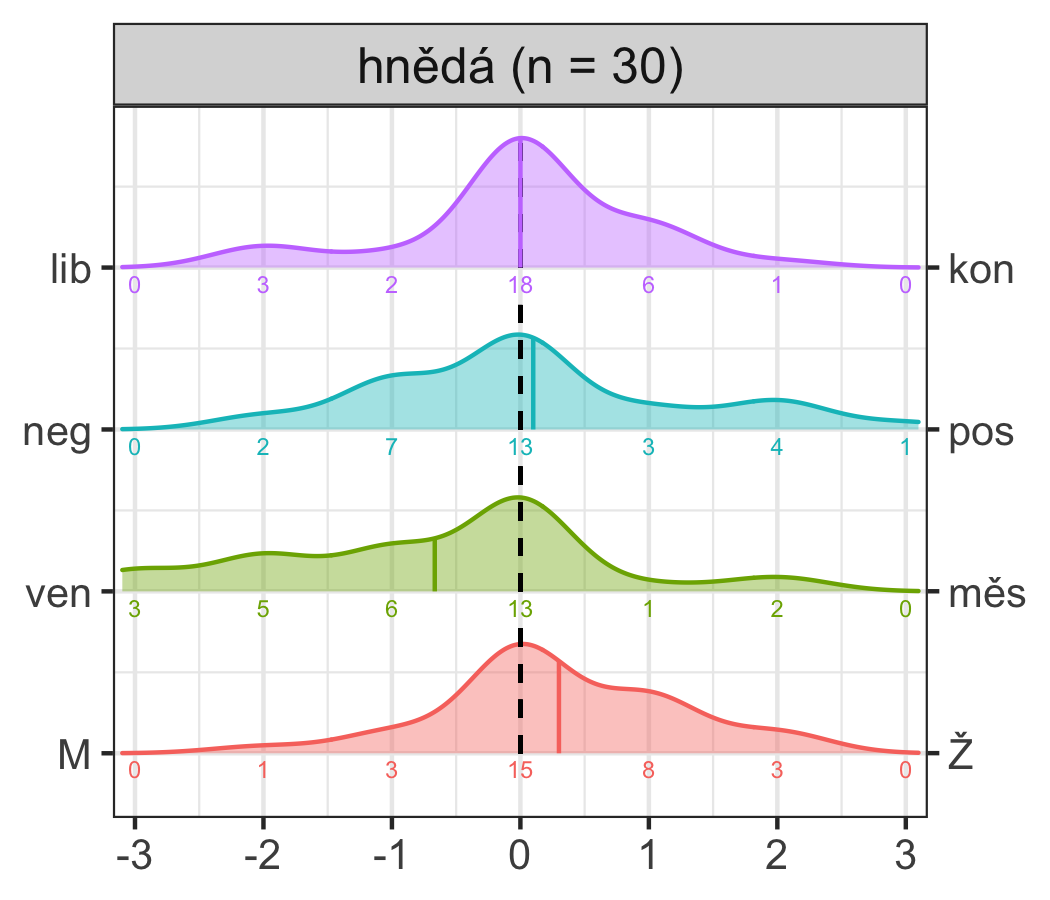 hnědá (n = 30)
lib kon
0 3 2 18 6 1 0
neg pos
0 2 7 13 3 4 1
ven měs
3 5 6 13 1 2 0
M Ž
0 1 3 15 8 3 0
-3 -2 -1 0 1 2 3